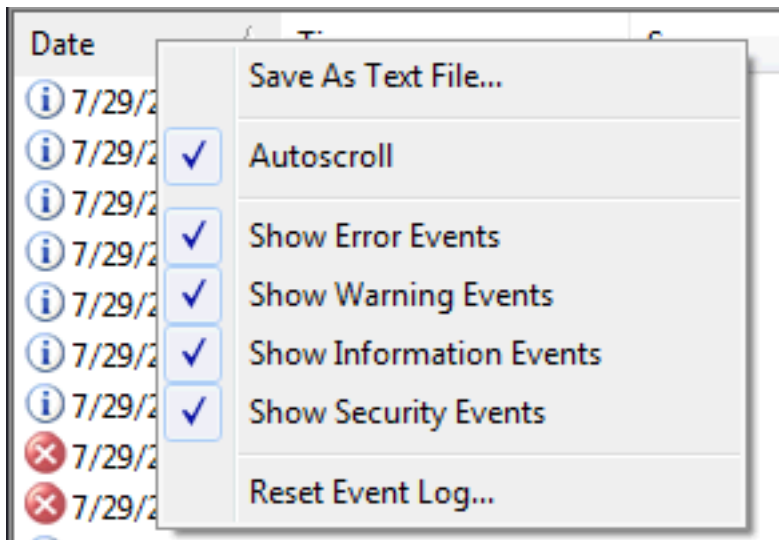 Date
Save As Text File...
7/29/2
Autoscroll
7/29/2
7/29/2
Show Error Events
7/29/2
Show Warning Events
7/29/2
Show Information Events
7/29/2
Show Security Events
7/29/2
7/29/2
Reset Event Log...
7/29/2